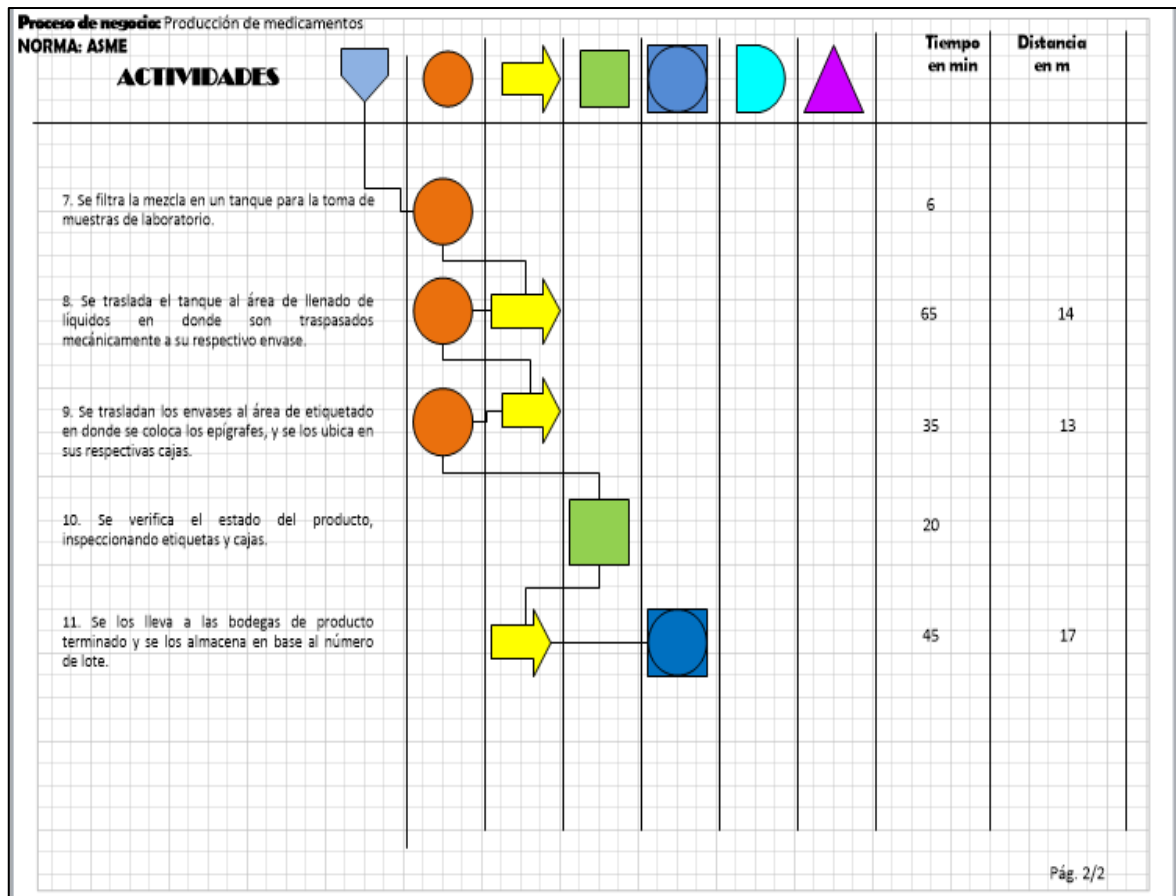 Proceso de negocio: Producción de medicamentos
NORMA: ASME
ACTIVIDADES
Tiempo
en min
Distancia
en m
7. Se filtra la mezcla en un tanque para la toma de
muestras de laboratorio.
6
8. Se traslada el tanque al área de llenado de
líquidos en donde son traspasados
mecánicamente a su respectivo envase.
65
14
9. Se trasladan los envases al área de etiquetado
en donde se coloca los epígrafes, y se los ubica en
sus respectivas cajas.
35
13
10. Se verifica el estado del producto,
inspeccionando etiquetas y cajas.
20
11. Se los lleva a las bodegas de producto
terminado y se los almacena en base al número
de lote.
45
17
Pág. 2/2